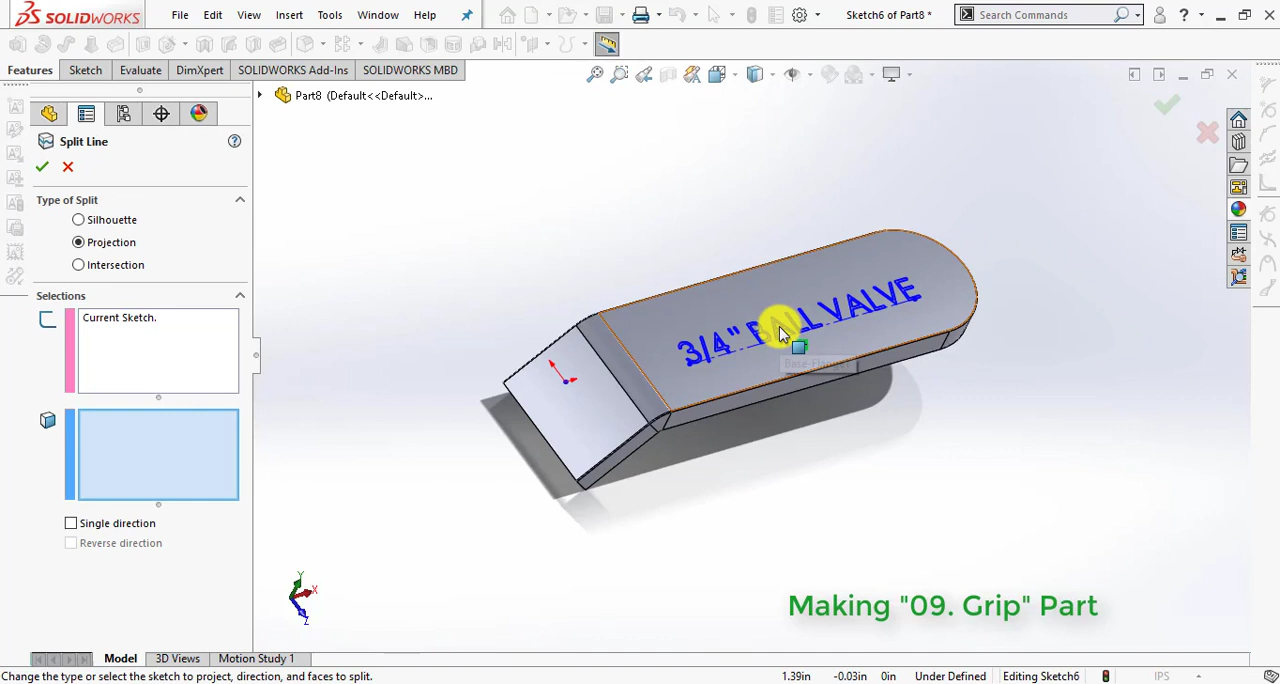 SOLIDWORKS File Edit View Insert Tools Window Help Sketch6 of Part8 * Search Commands ?
Features Sketch Evaluate DimXpert SOLIDWORKS Add-Ins SOLIDWORKS MBD
Part8 (Default<<Default>...
Split Line
Type of Split
Silhouette
Projection
Intersection
Selections
Current Sketch.
Single direction
Reverse direction
3/4" BALL VALVE
Base-Flange1
Y
X
Z
Making "09. Grip" Part
Model 3D Views Motion Study 1
Change the type or select the sketch to project, direction, and faces to split. 1.39in -0.03in 0in Under Defined Editing Sketch6 IPS